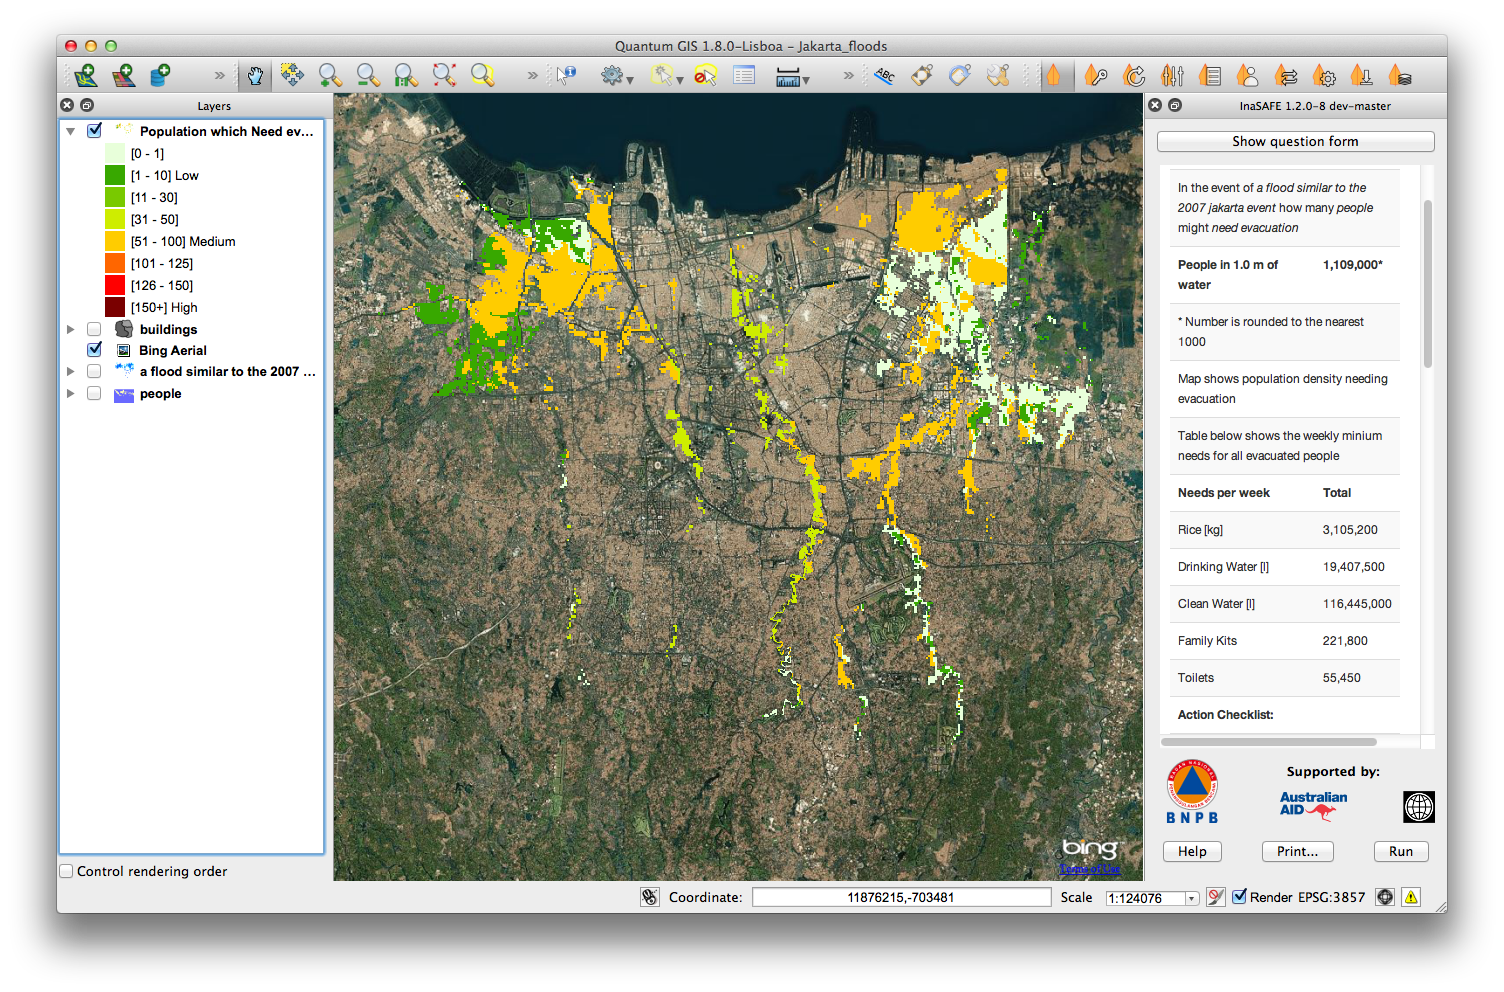 Quantum GIS 1.8.0-Lisboa - Jakarta_floods
ABC
Layers
Population which Need ev...
[0 - 1]
[1 - 10] Low
[11 - 30]
[31 - 50]
[51 - 100] Medium
[101 - 125]
[126 - 150]
[150+] High
buildings
Bing Aerial
a flood similar to the 2007 ...
people
Control rendering order
bing
Terms of Use
InaSAFE 1.2.0-8 dev-master
Show question form
In the event of a flood similar to the
2007 jakarta event how many people
might need evacuation
People in 1.0 m of water 1,109,000*
* Number is rounded to the nearest
1000
Map shows population density needing
evacuation
Table below shows the weekly minium
needs for all evacuated people
Needs per week Total
Rice [kg] 3,105,200
Drinking Water [l] 19,407,500
Clean Water [l] 116,445,000
Family Kits 221,800
Toilets 55,450
Action Checklist:
BNPB
Supported by:
Australian
AID
Help Print... Run
Coordinate: 11876215,-703481 Scale 1:124076 Render EPSG:3857